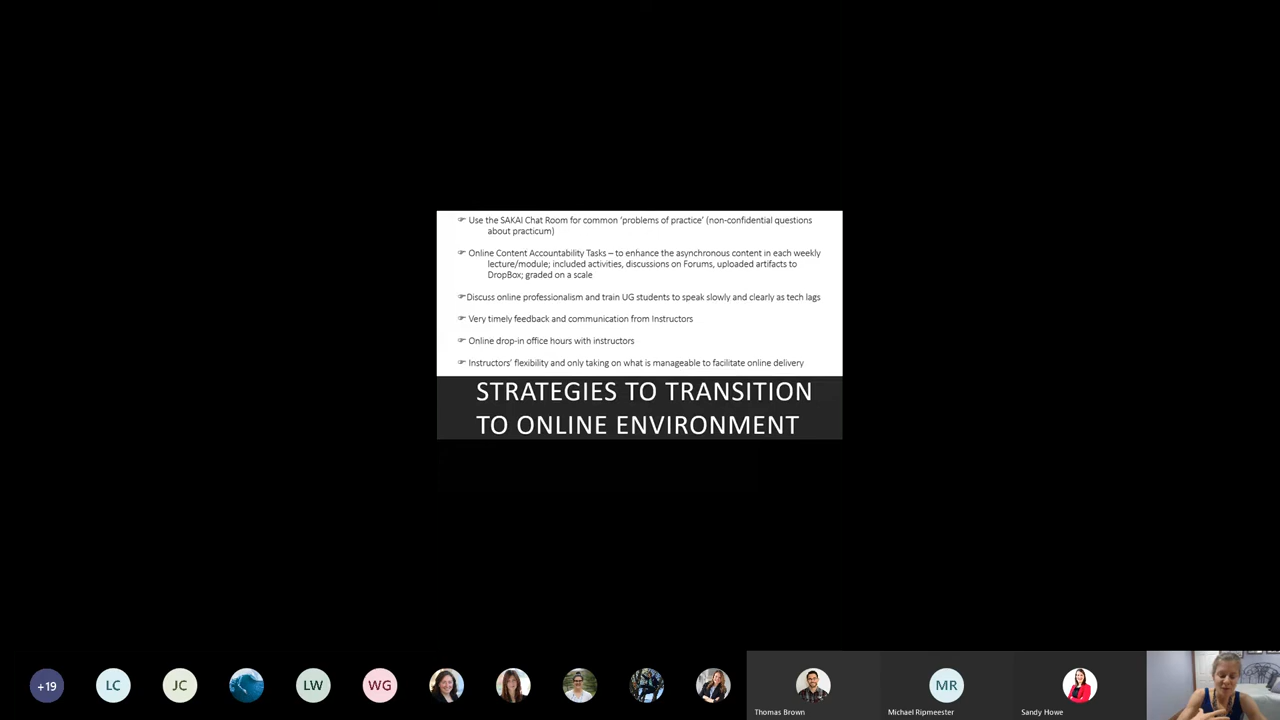 ☞ Use the SAKAI Chat Room for common 'problems of practice' (non-confidential questions
about practicum)
☞ Online Content Accountability Tasks – to enhance the asynchronous content in each weekly
lecture/module; included activities, discussions on Forums, uploaded artifacts to
DropBox; graded on a scale
☞Discuss online professionalism and train UG students to speak slowly and clearly as tech lags
☞ Very timely feedback and communication from Instructors
☞ Online drop-in office hours with instructors
☞ Instructors' flexibility and only taking on what is manageable to facilitate online delivery
STRATEGIES TO TRANSITION
TO ONLINE ENVIRONMENT
+19
LC
JC
LW
WG
MR
Thomas Brown
Michael Ripmeester
Sandy Howe